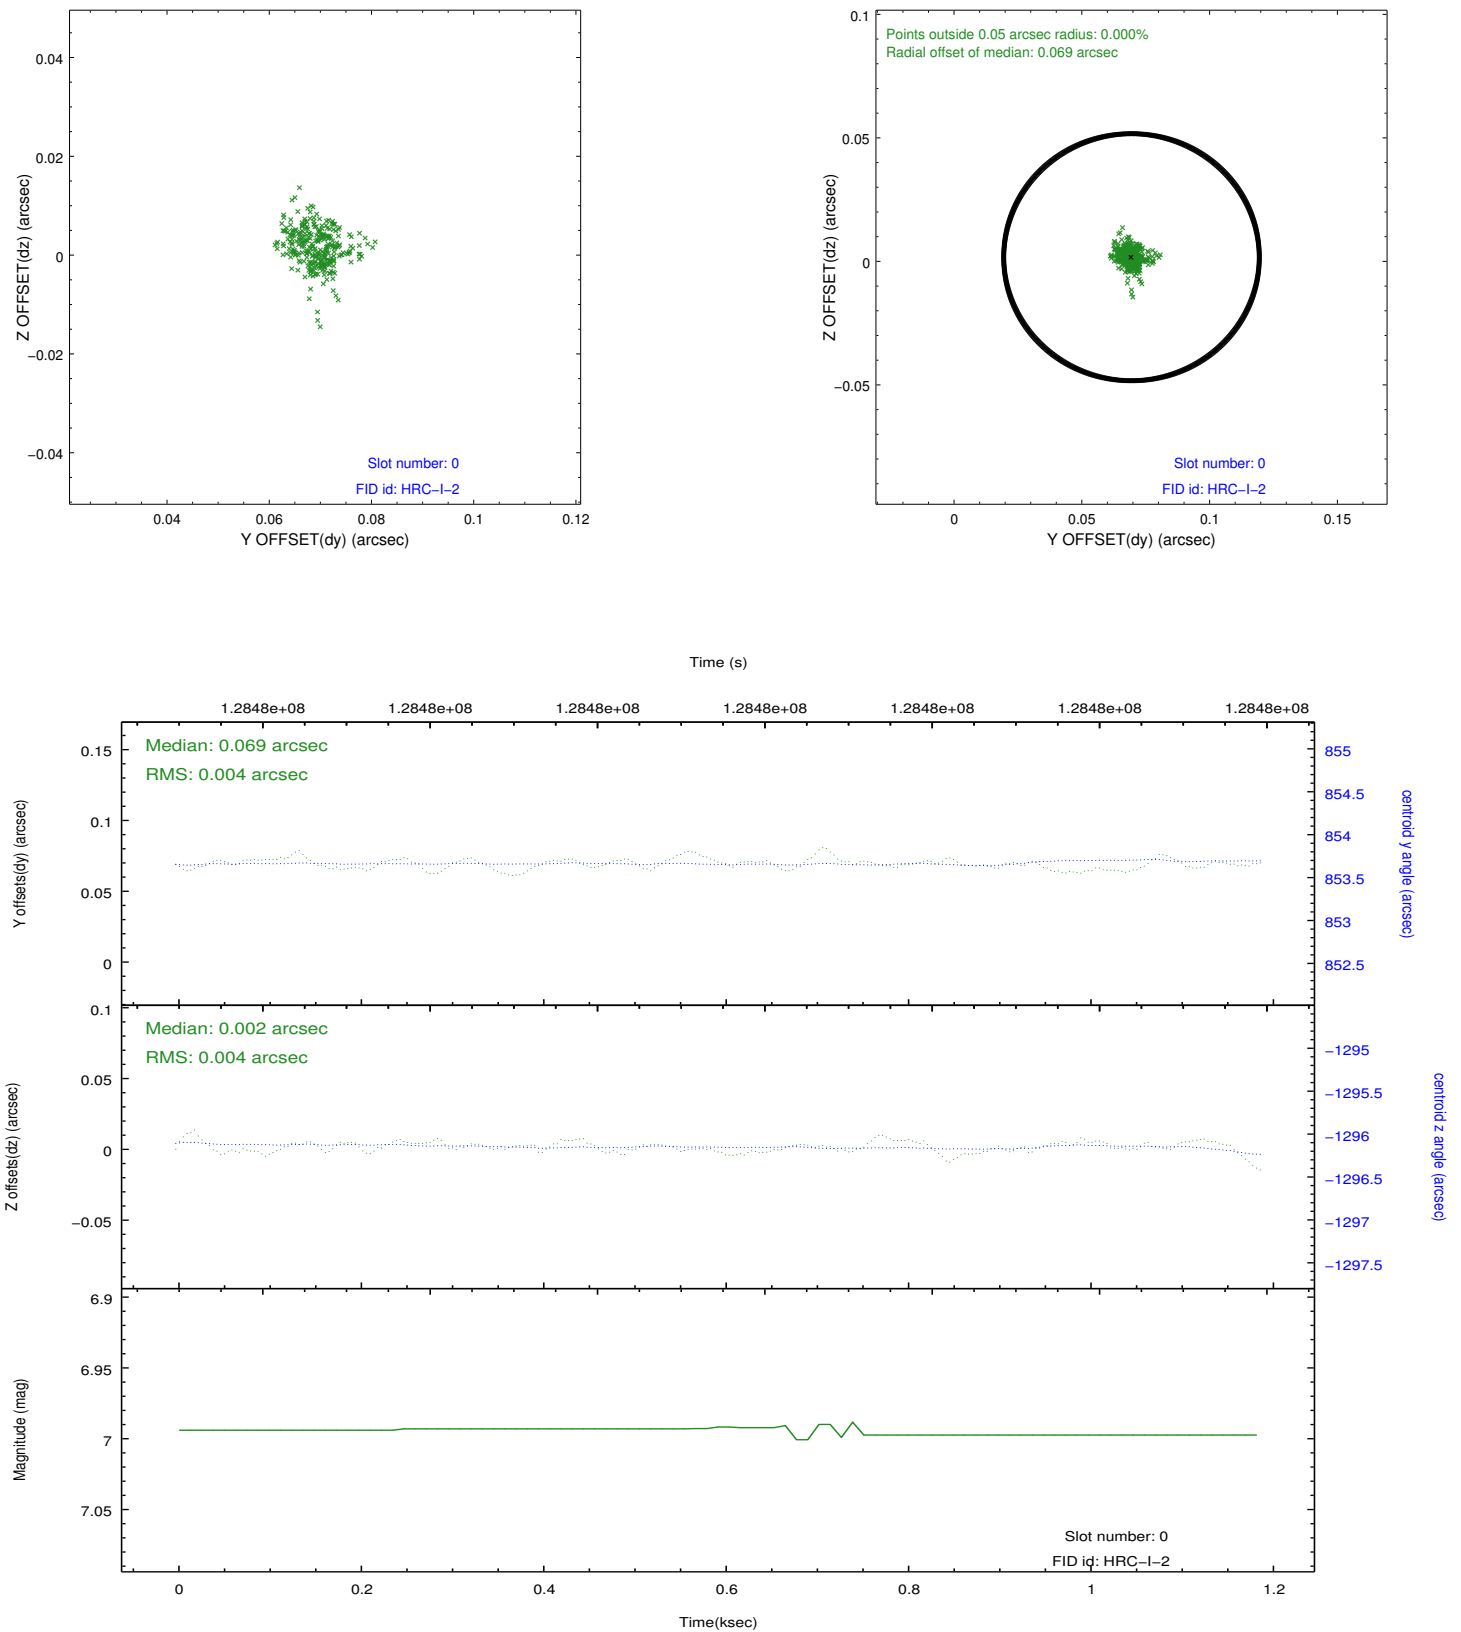 0.04
0.02
0
−0.02
−0.04
Z OFFSET(dz) (arcsec)
Slot number: 0
FID id: HRC−I−2
0.04 0.06 0.08 0.1 0.12
Y OFFSET(dy) (arcsec)
Points outside 0.05 arcsec radius: 0.000%
Radial offset of median: 0.069 arcsec
0.1
0.05
0
−0.05
Z OFFSET(dz) (arcsec)
Slot number: 0
FID id: HRC−I−2
0 0.05 0.1 0.15
Y OFFSET(dy) (arcsec)
Time (s)
1.2848e+08 1.2848e+08 1.2848e+08 1.2848e+08 1.2848e+08 1.2848e+08 1.2848e+08
Median: 0.069 arcsec
RMS: 0.004 arcsec
0.15
0.1
0.05
0
Y offsets(dy) (arcsec)
855
854.5
854
853.5
853
852.5
centroid y angle (arcsec)
Median: 0.002 arcsec
RMS: 0.004 arcsec
0.1
0.05
0
−0.05
Z offsets(dz) (arcsec)
−1295
−1295.5
−1296
−1296.5
−1297
−1297.5
centroid z angle (arcsec)
6.9
6.95
7
7.05
Magnitude (mag)
Slot number: 0
FID id: HRC−I−2
0 0.2 0.4 0.6 0.8 1 1.2
Time(ksec)